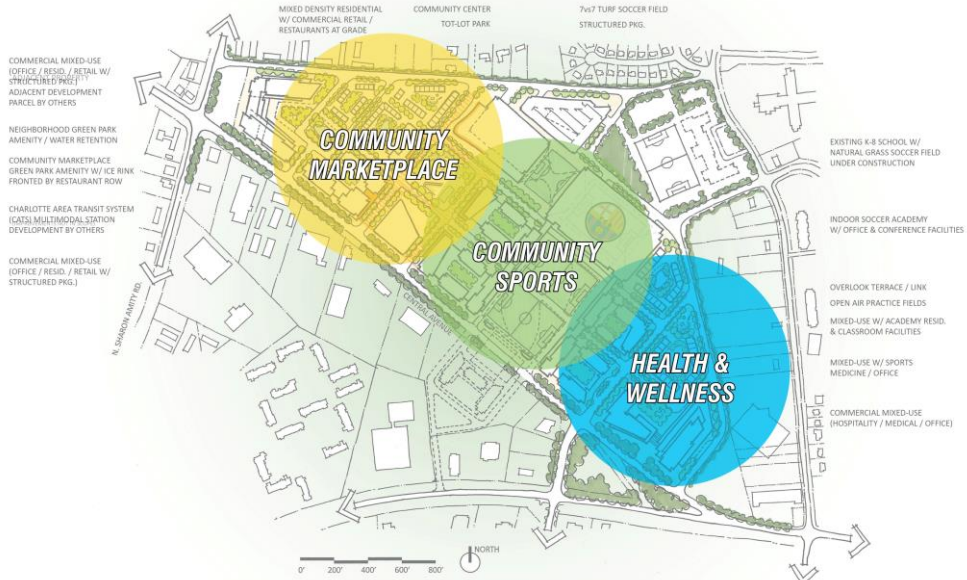 MIXED DENSITY RESIDENTIAL
W/ COMMERCIAL RETAIL /
RESTAURANTS AT GRADE
COMMUNITY CENTER
TOT-LOT PARK
7vs7 TURF SOCCER FIELD
STRUCTURED PKG.
COMMERCIAL MIXED-USE
(OFFICE / RESID. / RETAIL W/
STRUCTURED PKG.)
ADJACENT DEVELOPMENT
PARCEL BY OTHERS
NEIGHBORHOOD GREEN PARK
AMENITY / WATER RETENTION
COMMUNITY MARKETPLACE
GREEN PARK AMENITY W/ ICE RINK
FRONTED BY RESTAURANT ROW
CHARLOTTE AREA TRANSIT SYSTEM
(CATS) MULTIMODAL STATION
DEVELOPMENT BY OTHERS
COMMERCIAL MIXED-USE
(OFFICE / RESID. / RETAIL W/
STRUCTURED PKG.)
N. SHARON AMITY RD.
COMMUNITY
MARKETPLACE
COMMUNITY
SPORTS
CENTRAL AVENUE
HEALTH &
WELLNESS
EXISTING K-8 SCHOOL W/
NATURAL GRASS SOCCER FIELD
UNDER CONSTRUCTION
INDOOR SOCCER ACADEMY
W/ OFFICE & CONFERENCE FACILITIES
OVERLOOK TERRACE / LINK
OPEN AIR PRACTICE FIELDS
MIXED-USE W/ ACADEMY RESID.
& CLASSROOM FACILITIES
MIXED-USE W/ SPORTS
MEDICINE / OFFICE
COMMERCIAL MIXED-USE
(HOSPITALITY / MEDICAL / OFFICE)
0' 200' 400' 600' 800'
NORTH